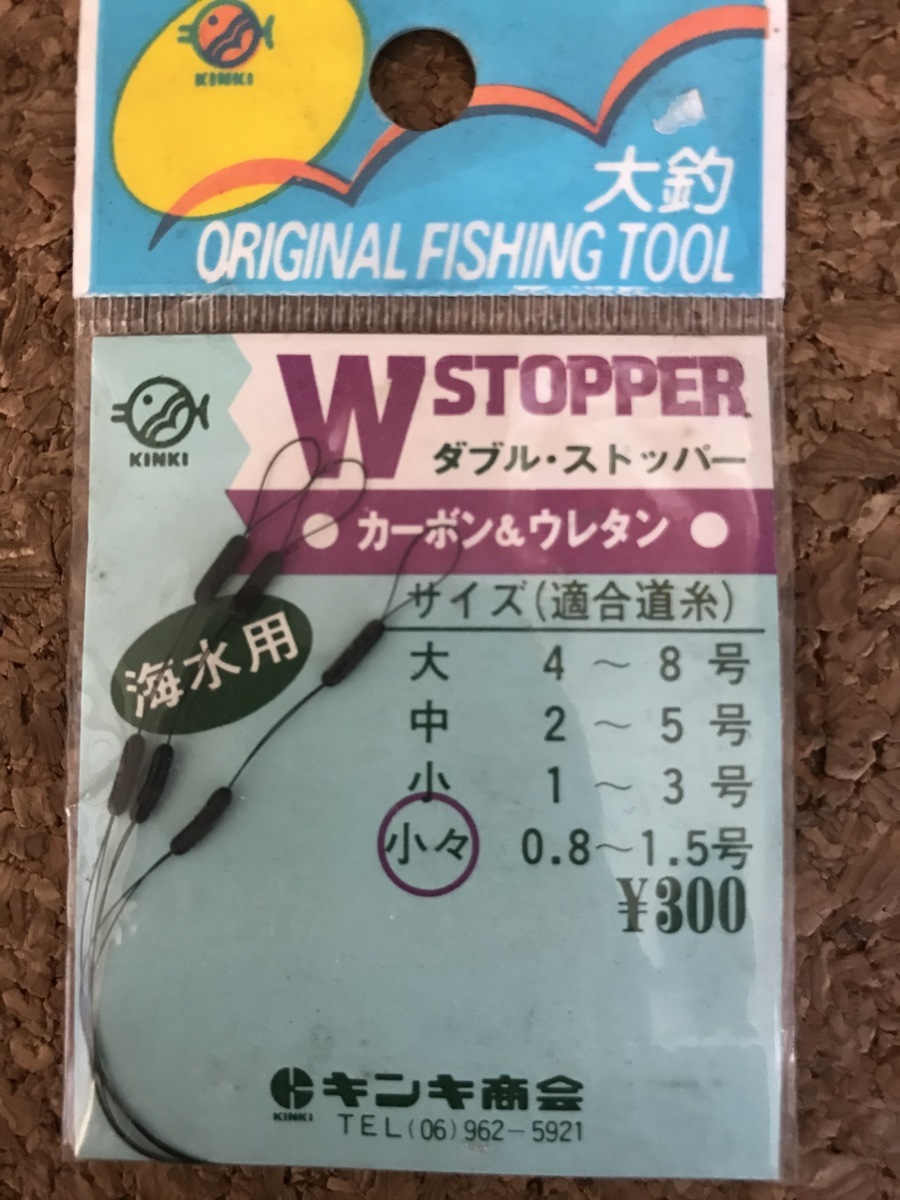 KINKI
大釣
ORIGINAL FISHING TOOL
W STOPPER
ダブル・ストッパー
KINKI
カーボン&ウレタン
サイズ(適合道糸)
海水用
大 4 〜 8 号
中 2 〜 5 号
小 1 〜 3 号
小々 0.8〜1.5号
¥300
キンキ商会
KINKI
TEL(06)962-5921